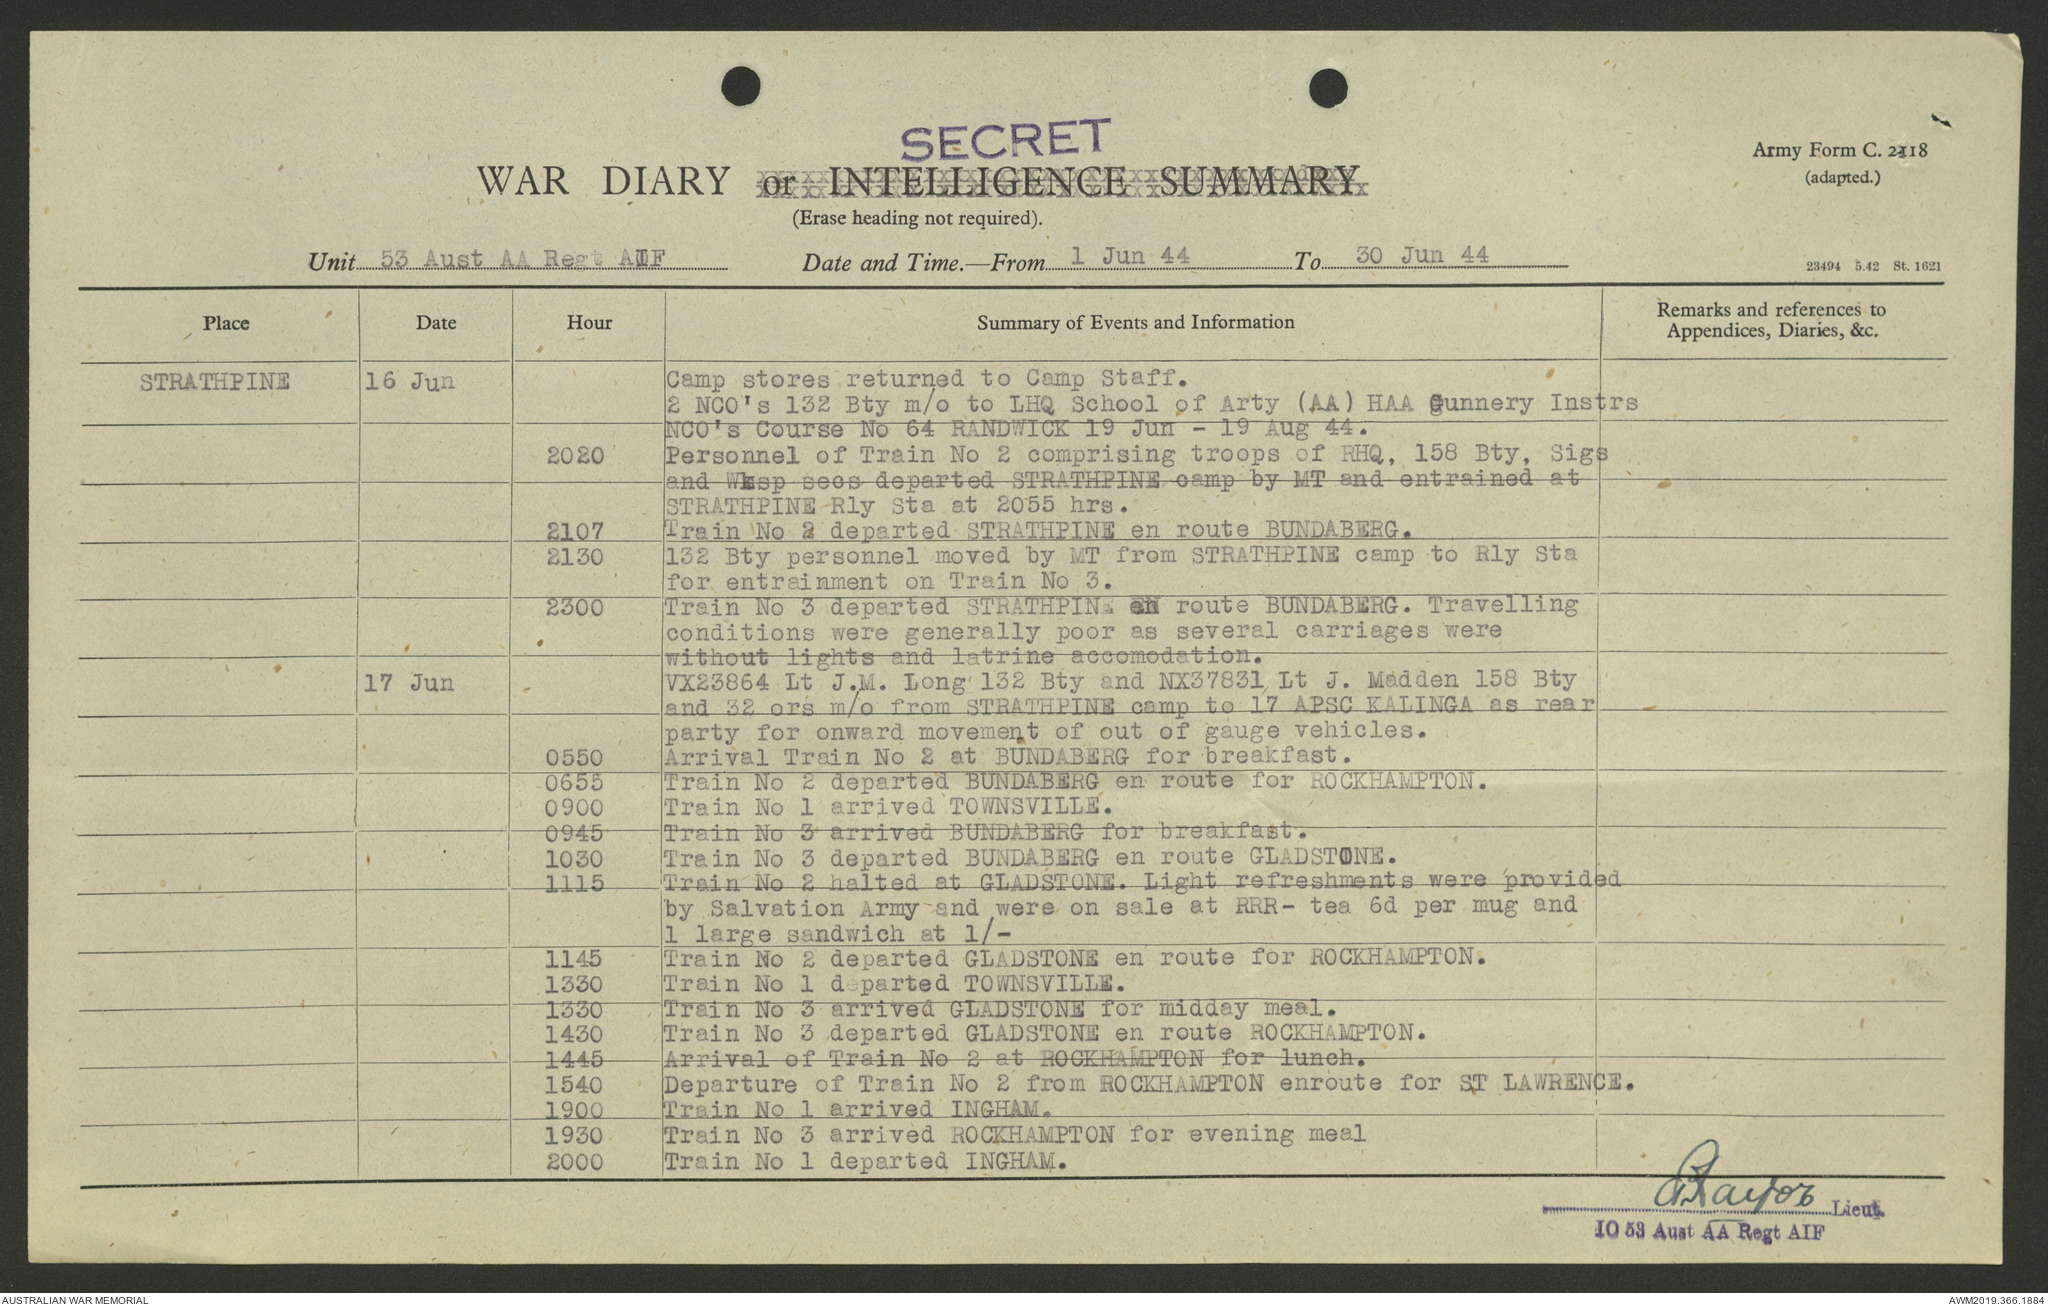 SECRET
WAR DIARY or INTELLIGENCE SUMMARY
(Erase heading not required).
Army Form C. 2118
(adapted.)
Unit 53 Aust AA Regt AIF Date and Time.—From 1 Jun 44 To 30 Jun 44
23494 5.42 St. 1621
Place Date Hour Summary of Events and Information Remarks and references to Appendices, Diaries, &c.
STRATHPINE 16 Jun Camp stores returned to Camp Staff.
2 NCO's 132 Bty m/o to LHQ School of Arty (AA) HAA Gunnery Instrs
NCO's Course No 64 RANDWICK 19 Jun - 19 Aug 44.
2020 Personnel of Train No 2 comprising troops of RHQ, 158 Bty, Sigs
and Wksp secs departed STRATHPINE camp by MT and entrained at
STRATHPINE Rly Sta at 2055 hrs.
2107 Train No 2 departed STRATHPINE en route BUNDABERG.
2130 132 Bty personnel moved by MT from STRATHPINE camp to Rly Sta
for entrainment on Train No 3.
2300 Train No 3 departed STRATHPINE en route BUNDABERG. Travelling
conditions were generally poor as several carriages were
without lights and latrine accomodation.
17 Jun VX23864 Lt J.M. Long 132 Bty and NX37831 Lt J. Madden 158 Bty
and 32 ors m/o from STRATHPINE camp to 17 APSC KALINGA as rear
party for onward movement of out of gauge vehicles.
0550 Arrival Train No 2 at BUNDABERG for breakfast.
0655 Train No 2 departed BUNDABERG en route for ROCKHAMPTON.
0900 Train No 1 arrived TOWNSVILLE.
0945 Train No 3 arrived BUNDABERG for breakfast.
1030 Train No 3 departed BUNDABERG en route GLADSTONE.
1115 Train No 2 halted at GLADSTONE. Light refreshments were provided
by Salvation Army and were on sale at RRR- tea 6d per mug and
1 large sandwich at 1/-
1145 Train No 2 departed GLADSTONE en route for ROCKHAMPTON.
1330 Train No 1 departed TOWNSVILLE.
1330 Train No 3 arrived GLADSTONE for midday meal.
1430 Train No 3 departed GLADSTONE en route ROCKHAMPTON.
1445 Arrival of Train No 2 at ROCKHAMPTON for lunch.
1540 Departure of Train No 2 from ROCKHAMPTON enroute for ST LAWRENCE.
1900 Train No 1 arrived INGHAM.
1930 Train No 3 arrived ROCKHAMPTON for evening meal
2000 Train No 1 departed INGHAM.
Lieut.
IO 53 Aust AA Regt AIF
AUSTRALIAN WAR MEMORIAL
AWM2019.366.1884